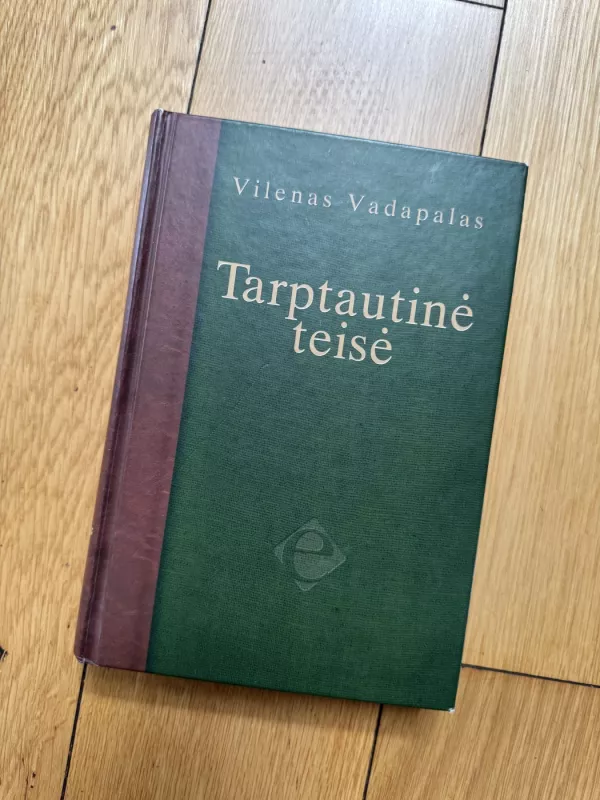 Vilenas Vadapalas
Tarptautinė
teisė
e